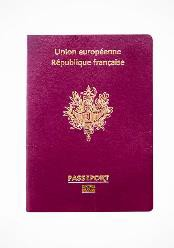 Union européenne
République française
PASSEPORT